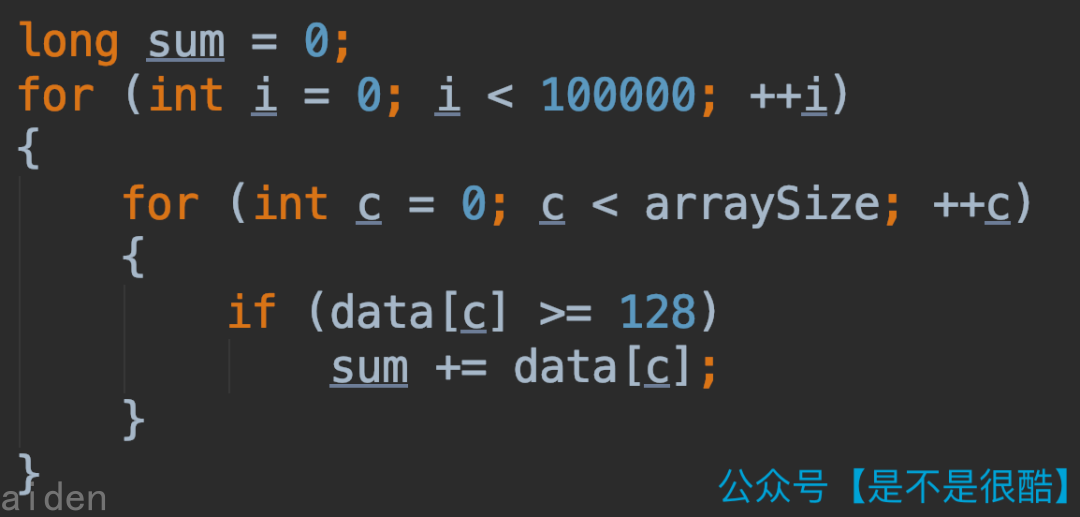 long sum = 0;
for (int i = 0; i < 100000; ++i)
{
    for (int c = 0; c < arraySize; ++c)
    {
        if (data[c] >= 128)
            sum += data[c];
    }
}
aiden
公众号【是不是很酷】